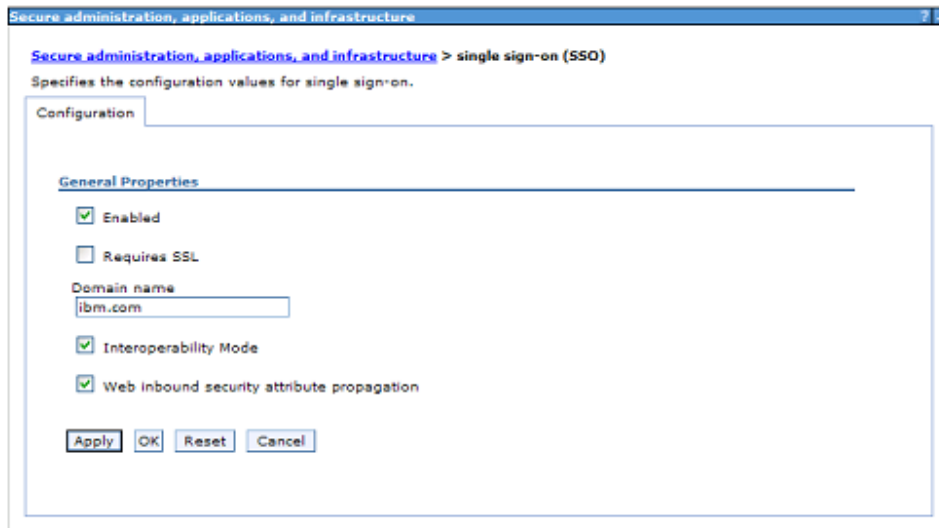 Secure administration, applications, and infrastructure ?
Secure administration, applications, and infrastructure > single sign-on (SSO)
Specifies the configuration values for single sign-on.
Configuration
General Properties
Enabled
Requires SSL
Domain name
ibm.com
Interoperability Mode
Web inbound security attribute propagation
Apply OK Reset Cancel